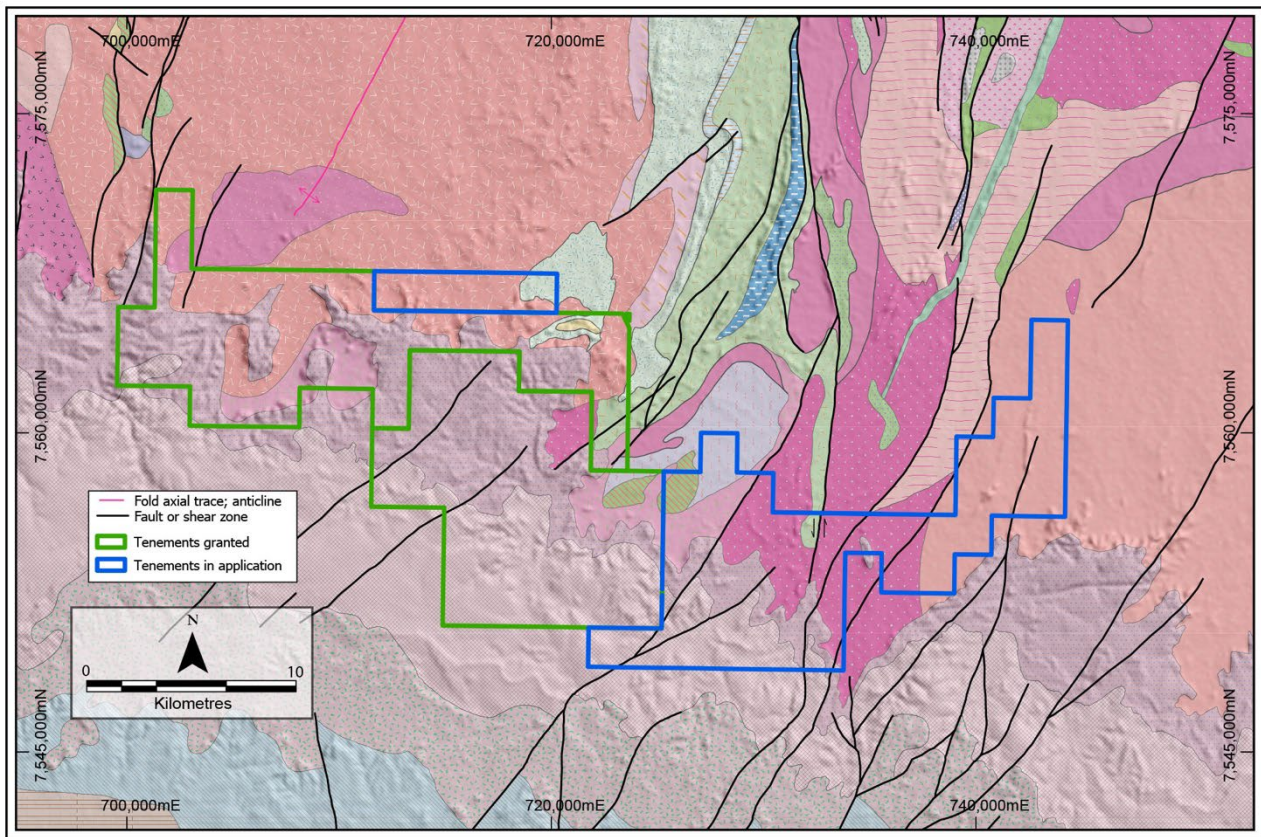 700,000mE
720,000mE
740,000mE
7,575,000mN
7,575,000mN
7,560,000mN
7,560,000mN
Fold axial trace; anticline
Fault or shear zone
Tenements granted
Tenements in application
N
0
10
Kilometres
7,545,000mN
7,545,000mN
700,000mE
720,000mE
740,000mE